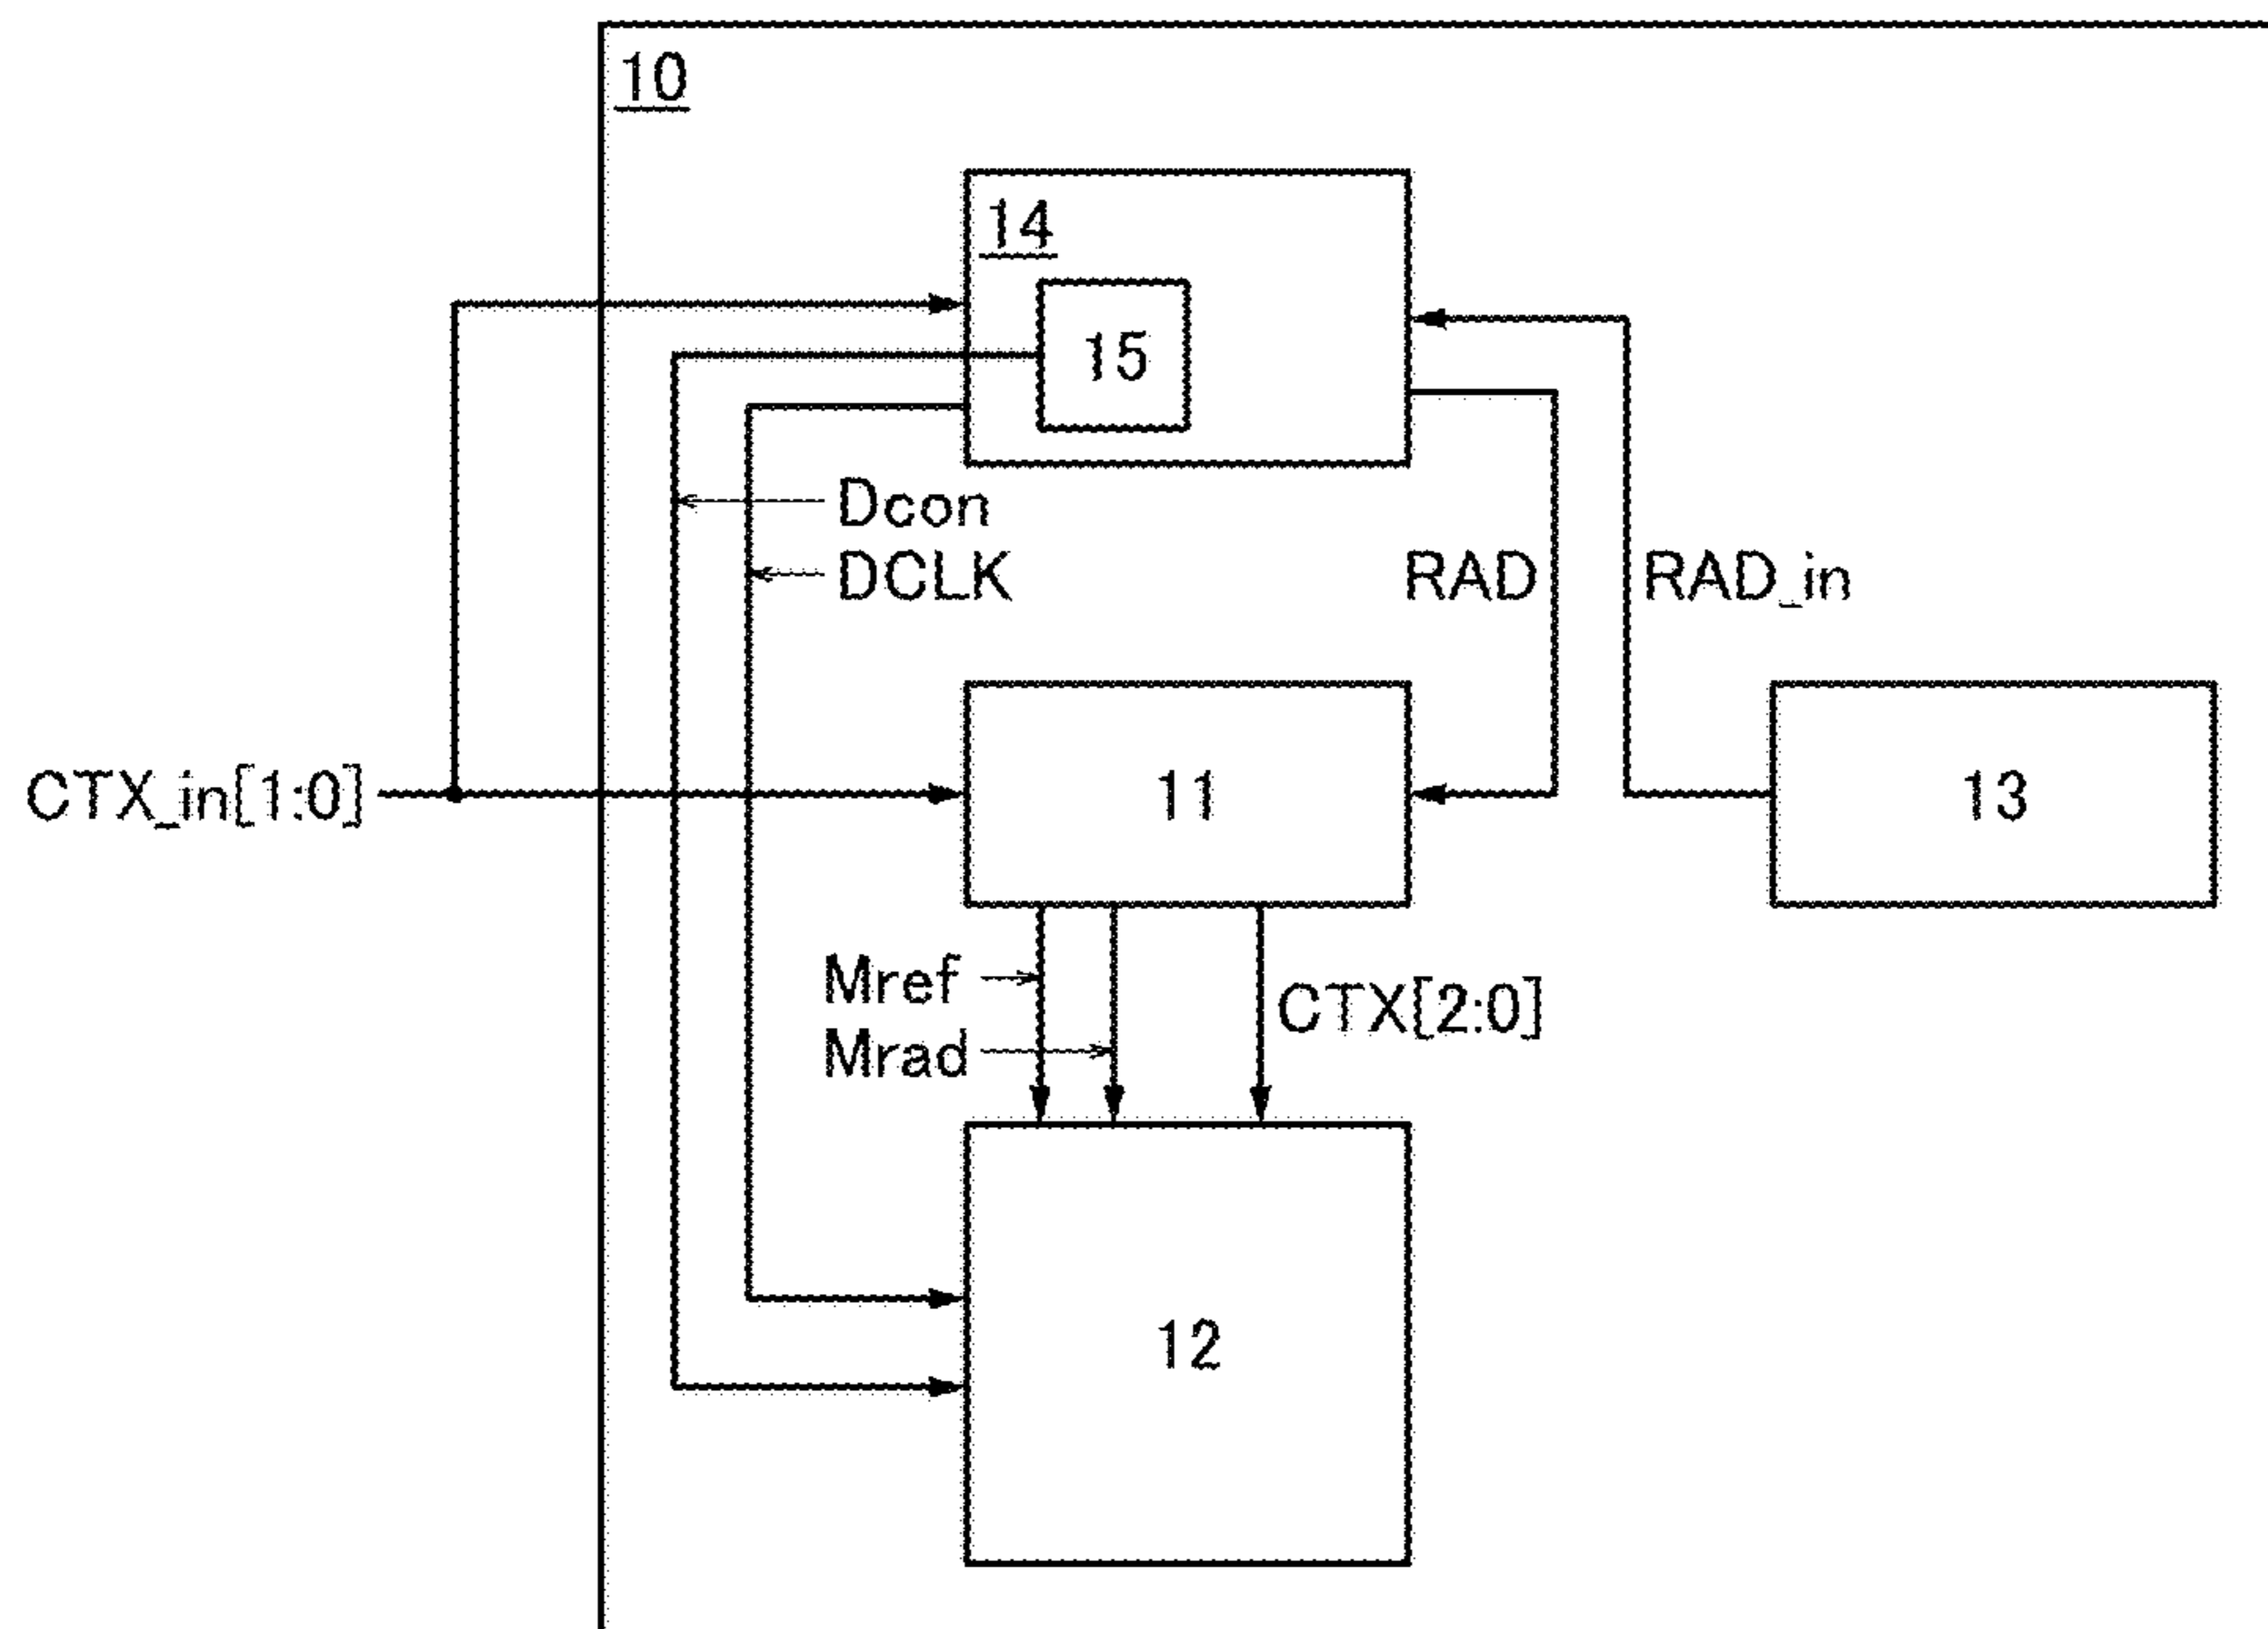 10
14
15
Dcon
DCLK
RAD
RAD_in
CTX_in[1:0]
11
13
Mref
CTX[2:0]
Mrad
12